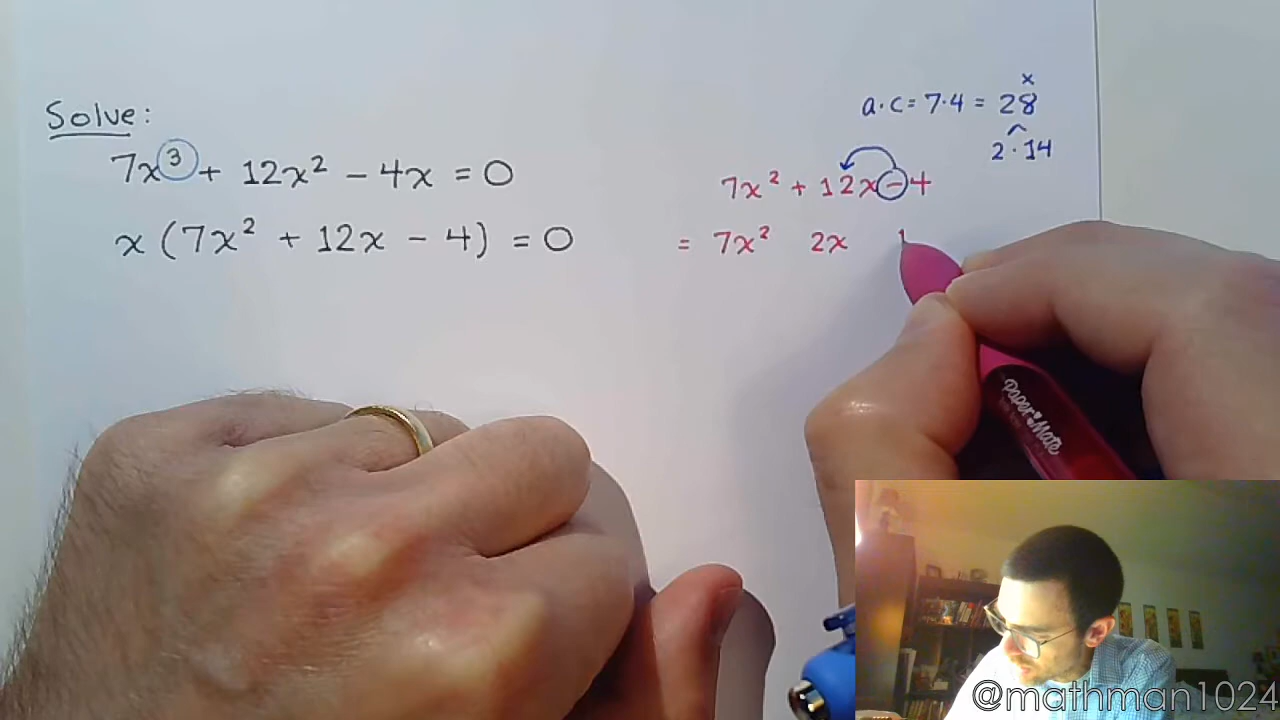 Solve:
7x³ + 12x² - 4x = 0
x (7x² + 12x - 4) = 0
a·c = 7·4 = 28
x
2 · 14
7x² + 12x - 4
= 7x² 2x 1
Paper Mate
@mathman1024